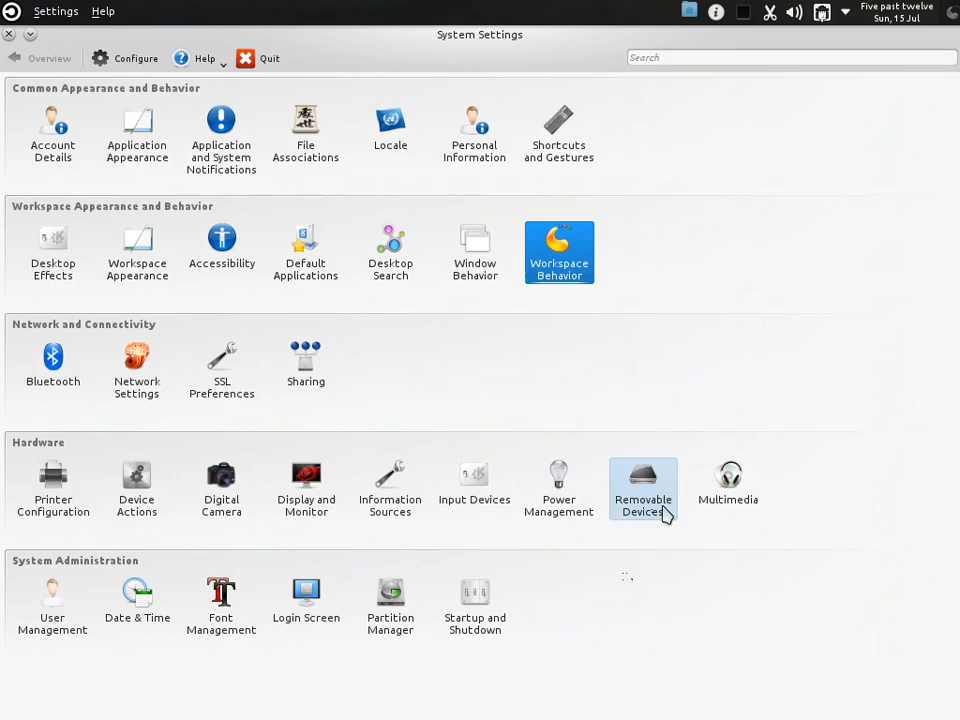 Settings Help
Five past twelve
Sun, 15 Jul
System Settings
Overview Configure Help Quit Search
Common Appearance and Behavior
Account
Details
Application
Appearance
Application
and System
Notifications
File
Associations
Locale
Personal
Information
Shortcuts
and Gestures
Workspace Appearance and Behavior
Desktop
Effects
Workspace
Appearance
Accessibility
Default
Applications
Desktop
Search
Window
Behavior
Workspace
Behavior
Network and Connectivity
Bluetooth
Network
Settings
SSL
Preferences
Sharing
Hardware
Printer
Configuration
Device
Actions
Digital
Camera
Display and
Monitor
Information
Sources
Input Devices
Power
Management
Removable
Devices
Multimedia
System Administration
User
Management
Date & Time
Font
Management
Login Screen
Partition
Manager
Startup and
Shutdown